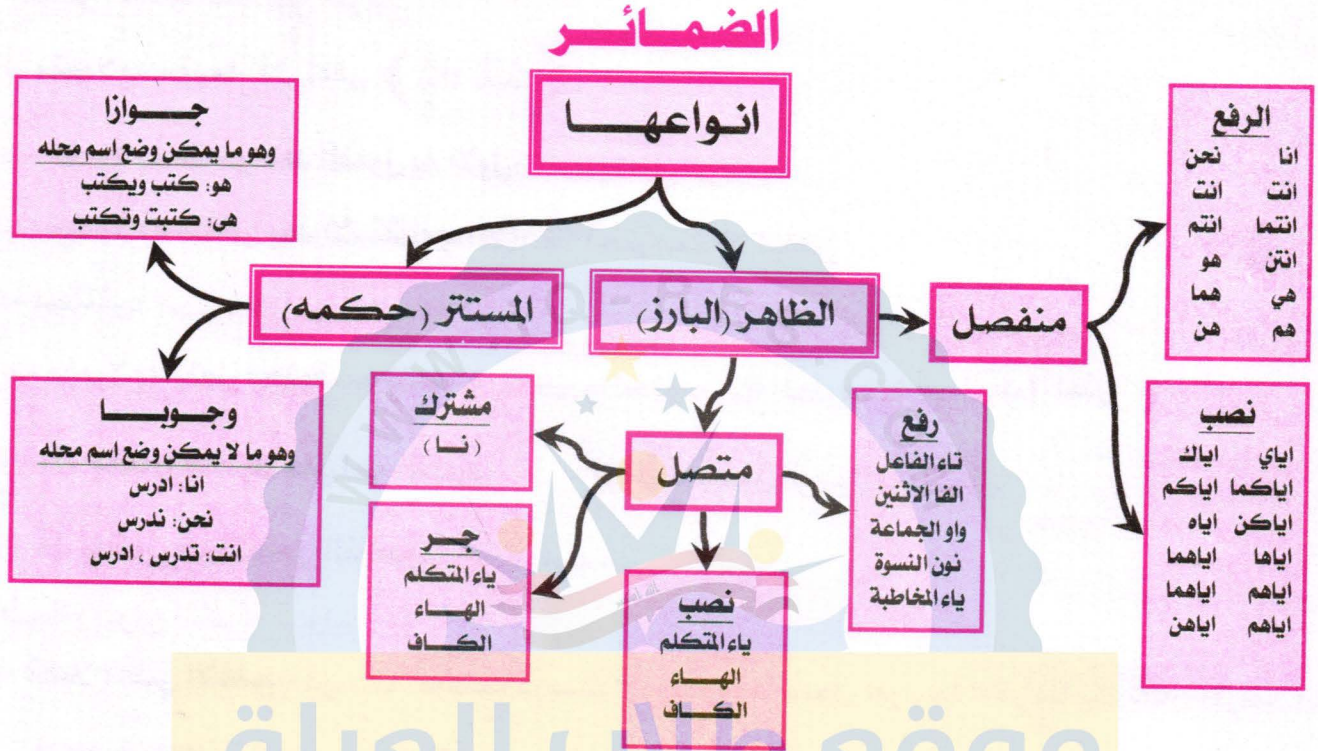 الضمائر
انواعها
الظاهر (البارز)
المستتر (حكمه)
منفصل
الرفع
انا نحن
انت انت
انتما انتم
انتن هو
هي هما
هم هن
نصب
اياي اياك
اياكما اياكم
اياكن اياه
اياها اياهما
اياهم اياهما
اياهم اياهن
متصل
رفع
تاء الفاعل
الفا الاثنين
واو الجماعة
نون النسوة
ياء المخاطبة
نصب
ياء المتكلم
الهاء
الكاف
جر
ياء المتكلم
الهاء
الكاف
مشترك
(نا)
جوازا
وهو ما يمكن وضع اسم محله
هو: كتب ويكتب
هى: كتبت وتكتب
وجوبا
وهو ما لا يمكن وضع اسم محله
انا: ادرس
نحن: ندرس
انت: تدرس ، ادرس